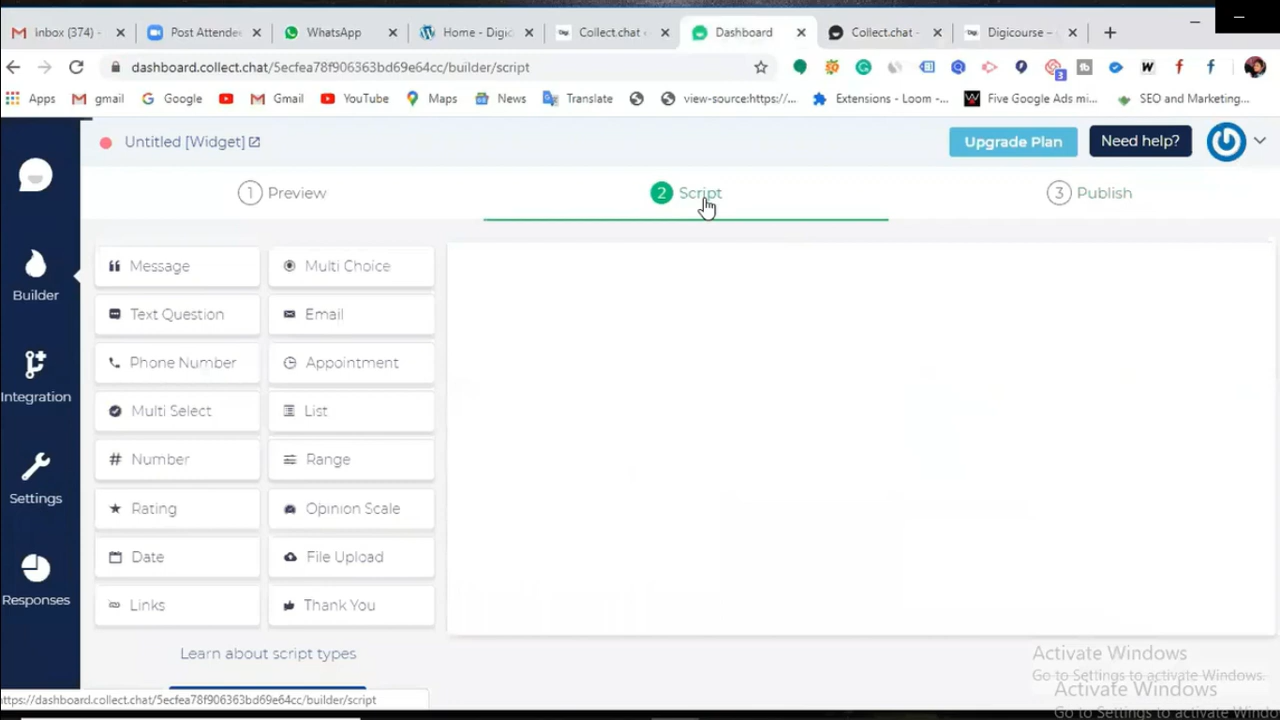 Inbox (374) -
Post Attende
WhatsApp
Home - Digic
Collect.chat
Dashboard
Collect.chat -
Digicourse –
dashboard.collect.chat/5ecfea78f906363bd69e64cc/builder/script
3
Apps
gmail
Google
Gmail
YouTube
Maps
News
Translate
view-source:https://...
Extensions - Loom -...
Five Google Ads mi...
SEO and Marketing...
Untitled [Widget]
Upgrade Plan
Need help?
1 Preview
2 Script
3 Publish
Builder
Integration
Settings
Responses
Message
Multi Choice
Text Question
Email
Phone Number
Appointment
Multi Select
List
# Number
Range
Rating
Opinion Scale
Date
File Upload
Links
Thank You
Learn about script types
Activate Windows
Go to Settings to activate Windows.
Activate Windows
Go to Settings to activate Windo
https://dashboard.collect.chat/5ecfea78f906363bd69e64cc/builder/script